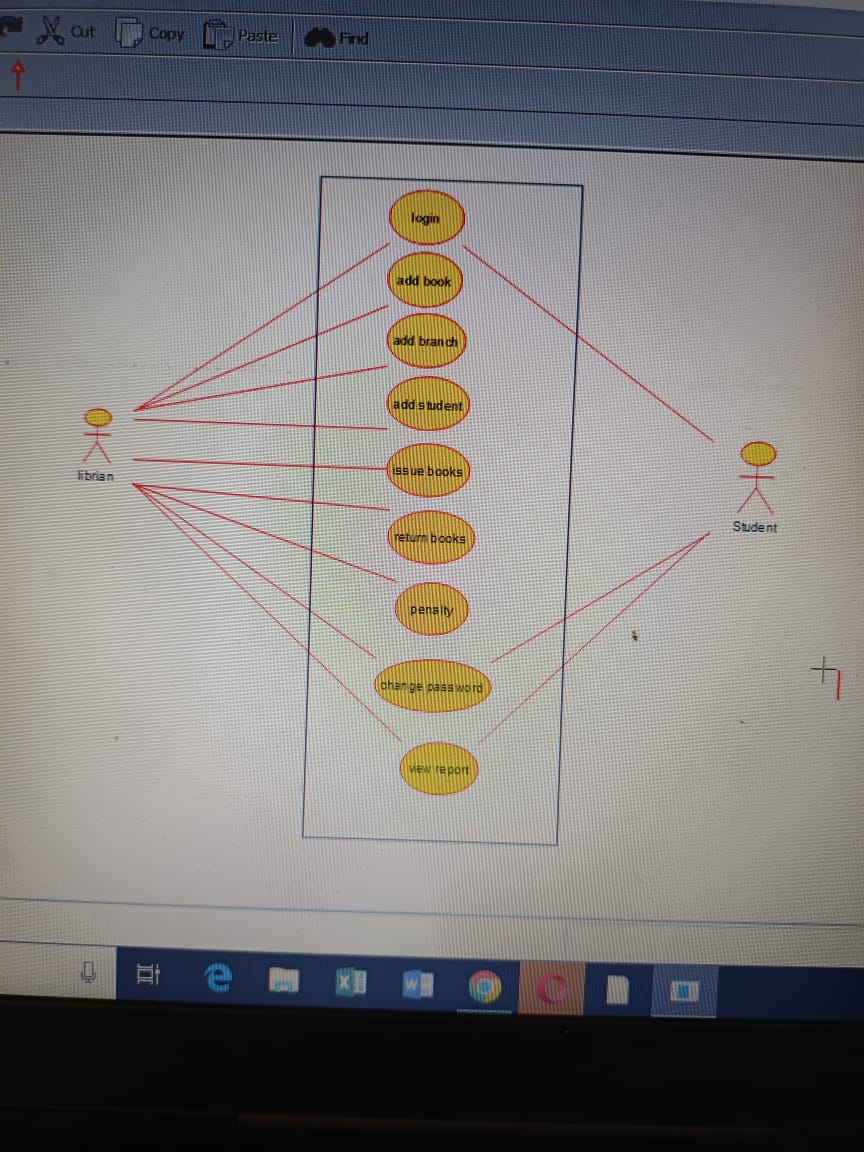 Cut Copy Paste Find
login
add book
add branch
add student
issue books
return books
penalty
change password
view report
librian
Student